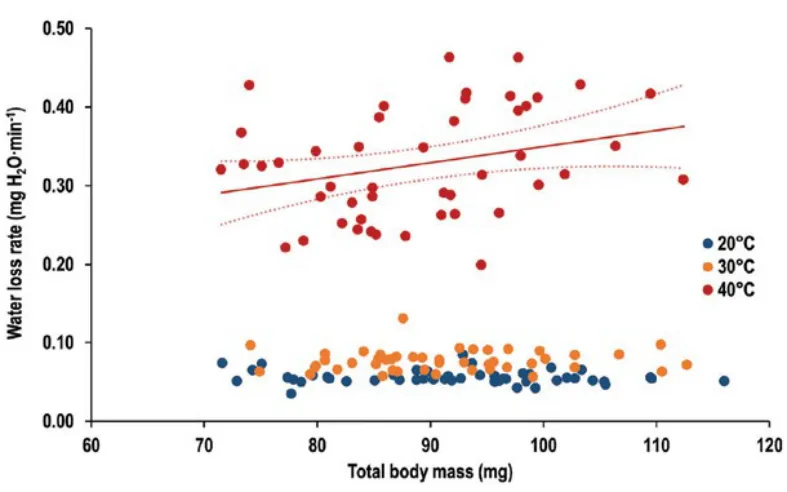 0.50
0.40
0.30
0.20
0.10
0.00
Water loss rate (mg H₂O·min⁻¹)
20°C
30°C
40°C
60 70 80 90 100 110 120
Total body mass (mg)